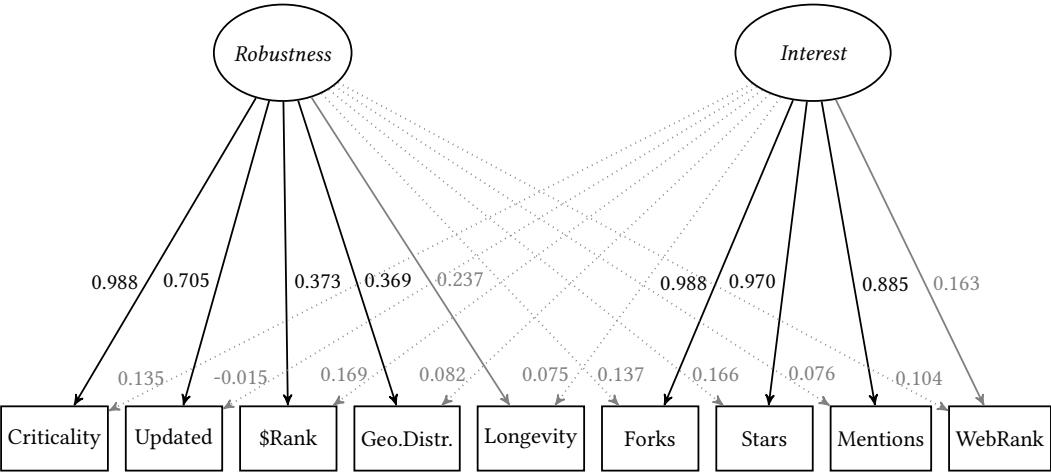 Robustness Interest
0.988 0.705 0.373 0.369 0.237 0.988 0.970 0.885 0.163
0.135 -0.015 0.169 0.082 0.075 0.137 0.166 0.076 0.104
Criticality Updated $Rank Geo.Distr. Longevity Forks Stars Mentions WebRank